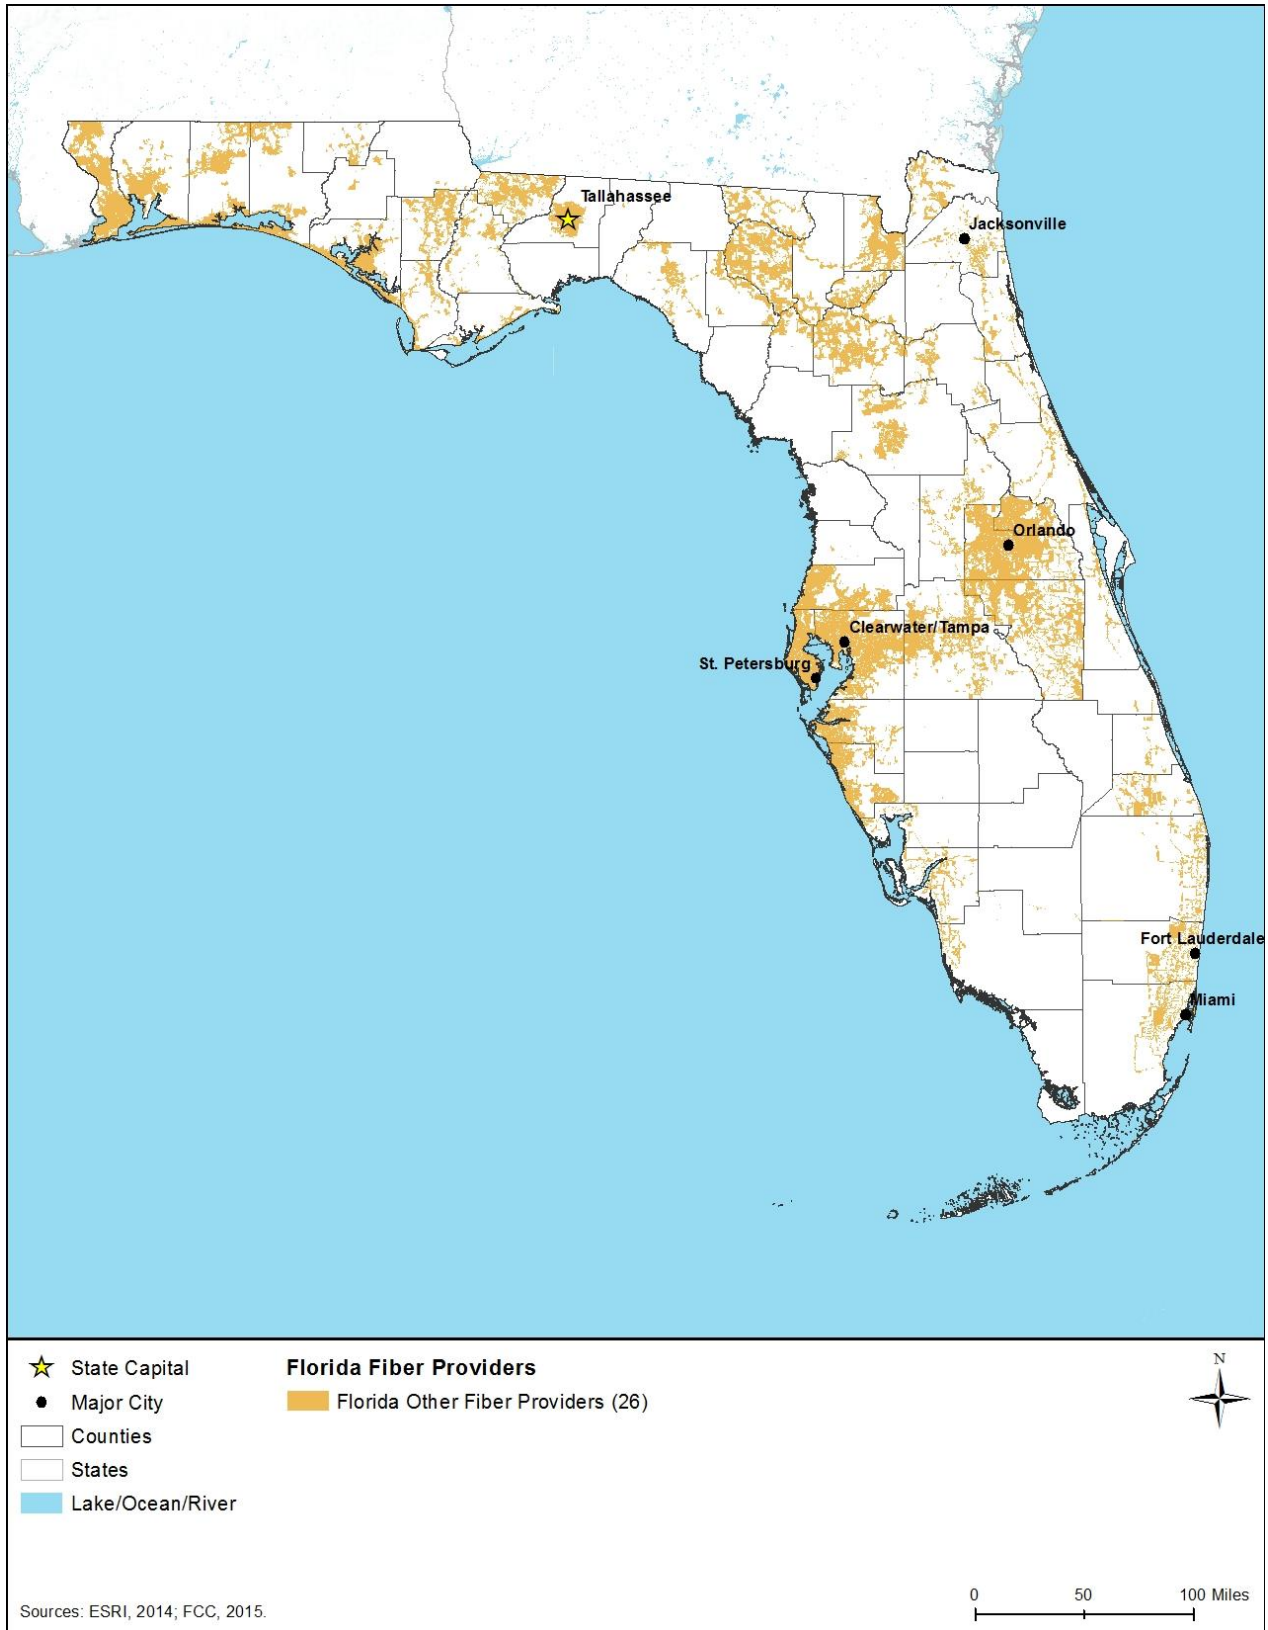 Tallahassee
Jacksonville
Orlando
Clearwater/Tampa
St. Petersburg
Fort Lauderdale
Miami
State Capital
Major City
Counties
States
Lake/Ocean/River
Florida Fiber Providers
Florida Other Fiber Providers (26)
N
0 50 100 Miles
Sources: ESRI, 2014; FCC, 2015.